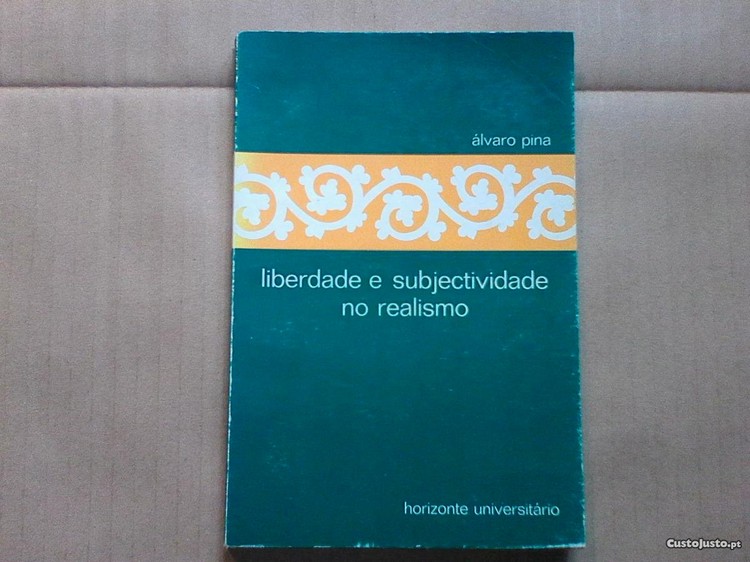 álvaro pina
liberdade e subjectividade
no realismo
horizonte universitário
CustoJusto.pt